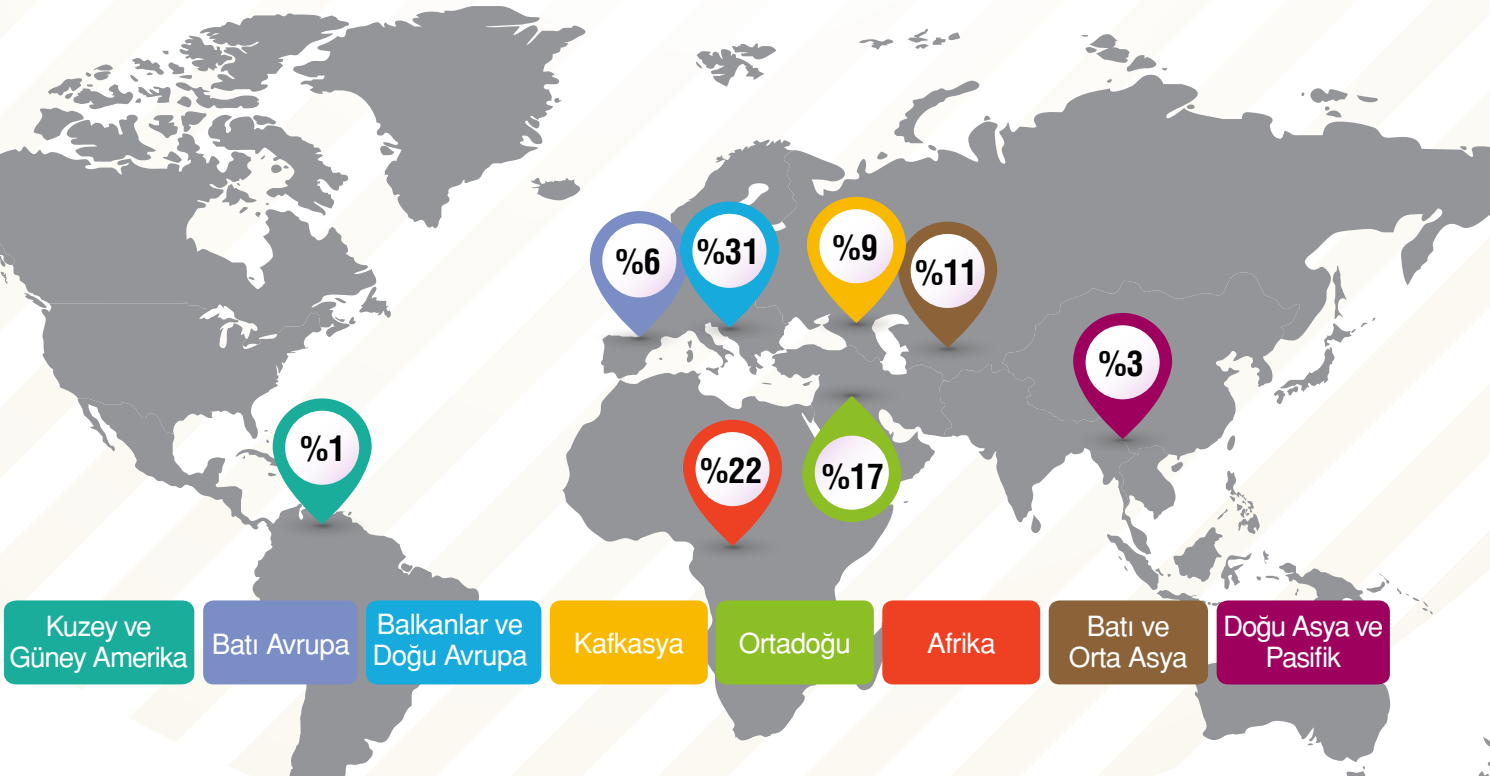 %6
%31
%9
%11
%3
%1
%22
%17
Kuzey ve
Güney Amerika
Batı Avrupa
Balkanlar ve
Doğu Avrupa
Kafkasya
Ortadoğu
Afrika
Batı ve
Orta Asya
Doğu Asya ve
Pasifik